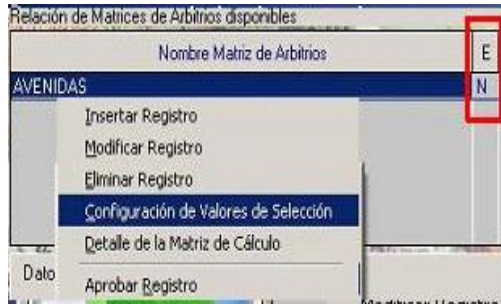 Relación de Matrices de Arbitrios disponibles
Nombre Matriz de Arbitrios E
AVENIDAS N
Insertar Registro
Modificar Registro
Eliminar Registro
Configuración de Valores de Selección
Detalle de la Matriz de Cálculo
Dato
Aprobar Registro